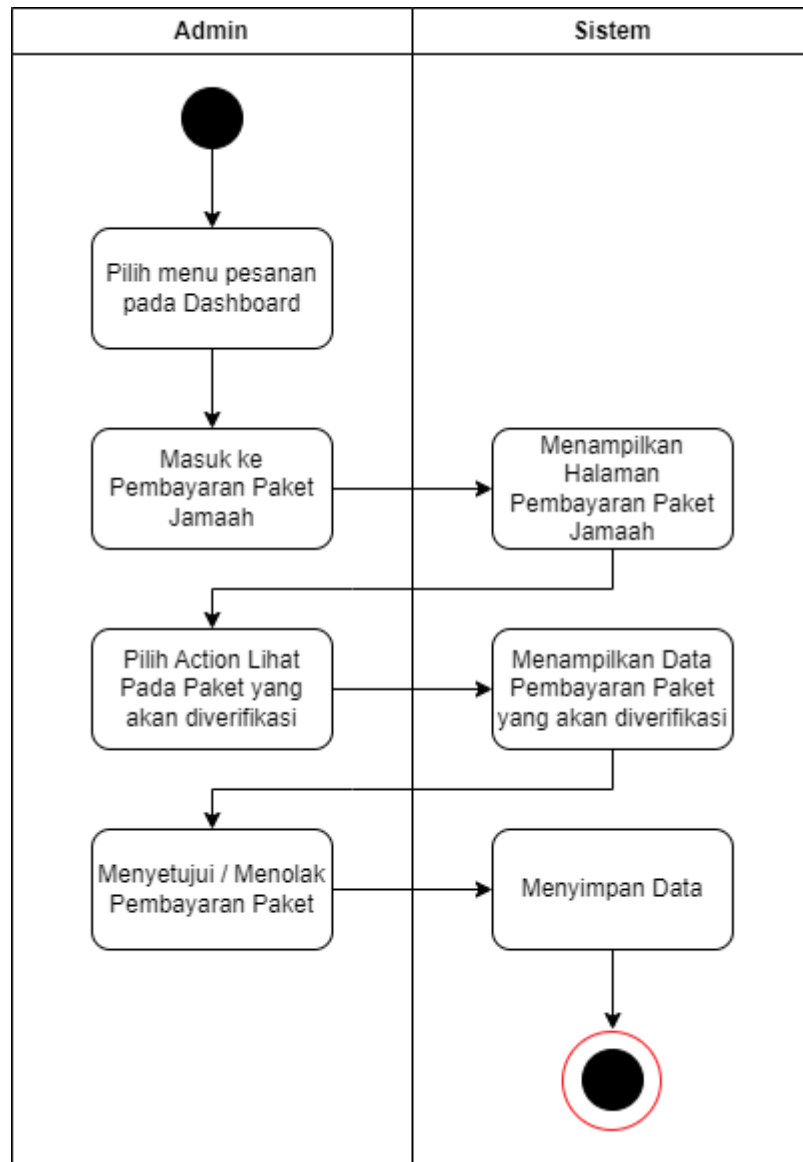 Admin
Sistem
Pilih menu pesanan
pada Dashboard
Masuk ke
Pembayaran Paket
Jamaah
Menampilkan
Halaman
Pembayaran Paket
Jamaah
Pilih Action Lihat
Pada Paket yang
akan diverifikasi
Menampilkan Data
Pembayaran Paket
yang akan diverifikasi
Menyetujui / Menolak
Pembayaran Paket
Menyimpan Data